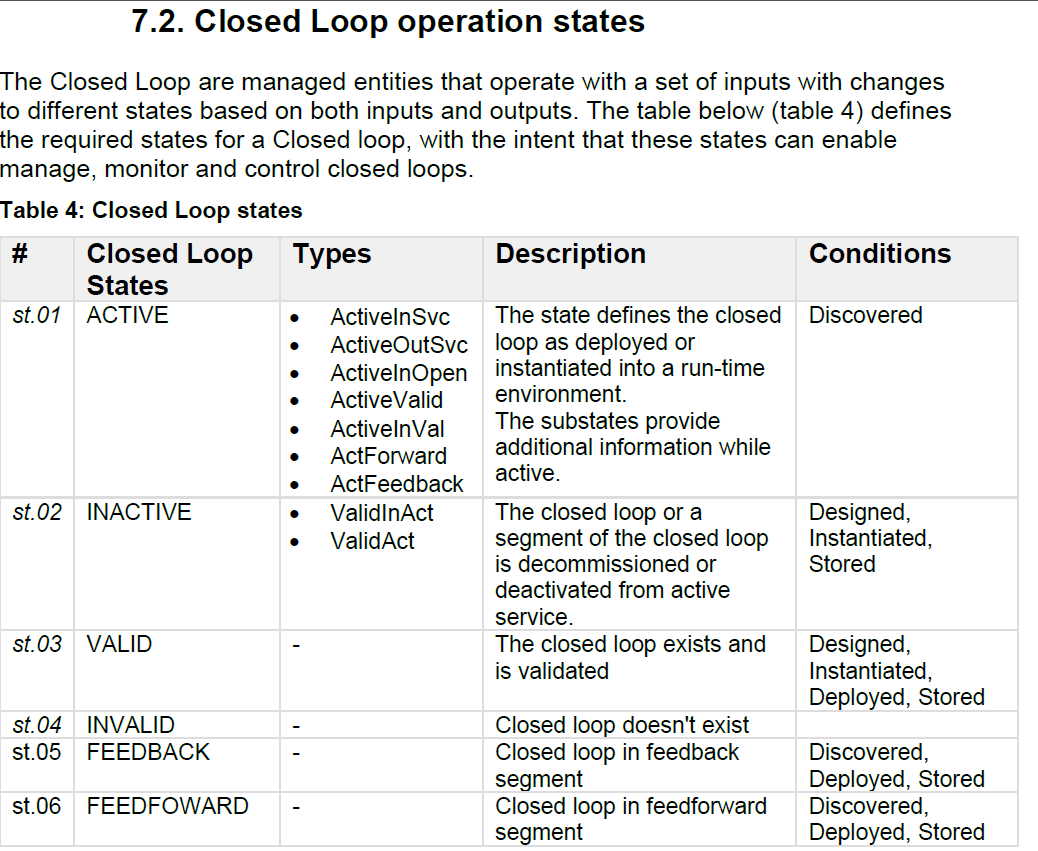 7.2. Closed Loop operation states
The Closed Loop are managed entities that operate with a set of inputs with changes
to different states based on both inputs and outputs. The table below (table 4) defines
the required states for a Closed loop, with the intent that these states can enable
manage, monitor and control closed loops.
Table 4: Closed Loop states
# Closed Loop States Types Description Conditions
st.01 ACTIVE
• ActiveInSvc
• ActiveOutSvc
• ActiveInOpen
• ActiveValid
• ActiveInVal
• ActForward
• ActFeedback
The state defines the closed
loop as deployed or
instantiated into a run-time
environment.
The substates provide
additional information while
active.
Discovered
st.02 INACTIVE
• ValidInAct
• ValidAct
The closed loop or a
segment of the closed loop
is decommissioned or
deactivated from active
service.
Designed,
Instantiated,
Stored
st.03 VALID -
The closed loop exists and
is validated
Designed,
Instantiated,
Deployed, Stored
st.04 INVALID - Closed loop doesn't exist
st.05 FEEDBACK -
Closed loop in feedback
segment
Discovered,
Deployed, Stored
st.06 FEEDFOWARD -
Closed loop in feedforward
segment
Discovered,
Deployed, Stored